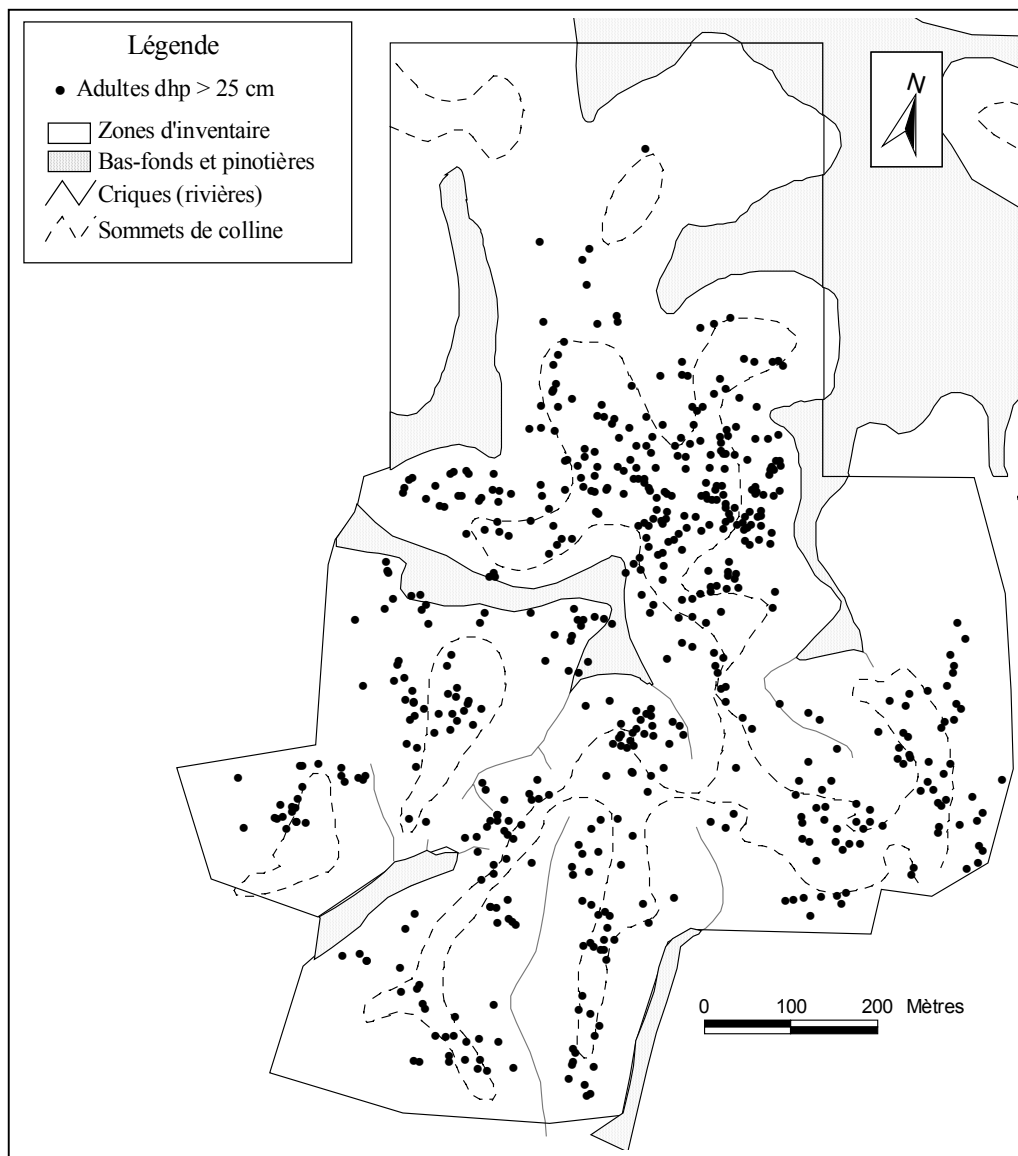 Légende
Adultes dhp > 25 cm
Zones d'inventaire
Bas-fonds et pinotières
Criques (rivières)
Sommets de colline
N
0 100 200 Mètres